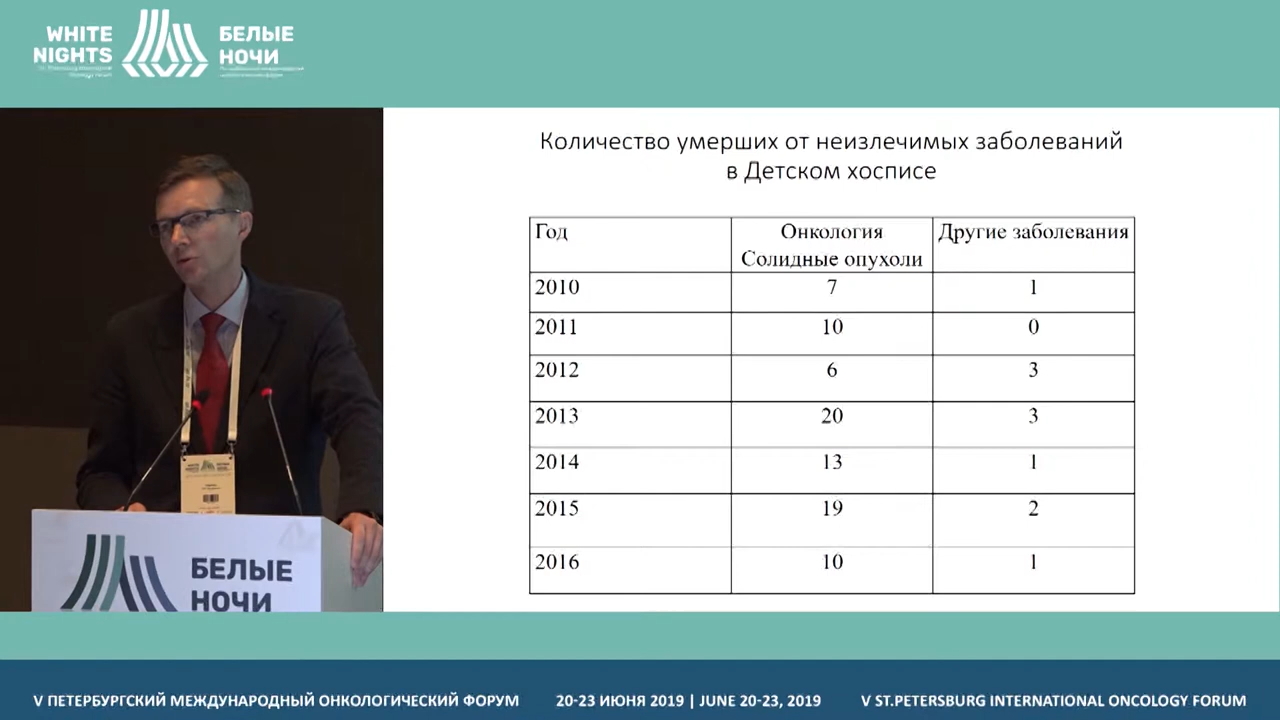 WHITE
NIGHTS
БЕЛЫЕ
НОЧИ
Количество умерших от неизлечимых заболеваний
в Детском хосписе
Год Онкология Другие заболевания
Солидные опухоли
2010 7 1
2011 10 0
2012 6 3
2013 20 3
2014 13 1
2015 19 2
2016 10 1
БЕЛЫЕ
НОЧИ
V ПЕТЕРБУРГСКИЙ МЕЖДУНАРОДНЫЙ ОНКОЛОГИЧЕСКИЙ ФОРУМ 20-23 ИЮНЯ 2019 | JUNE 20-23, 2019 V ST.PETERSBURG INTERNATIONAL ONCOLOGY FORUM